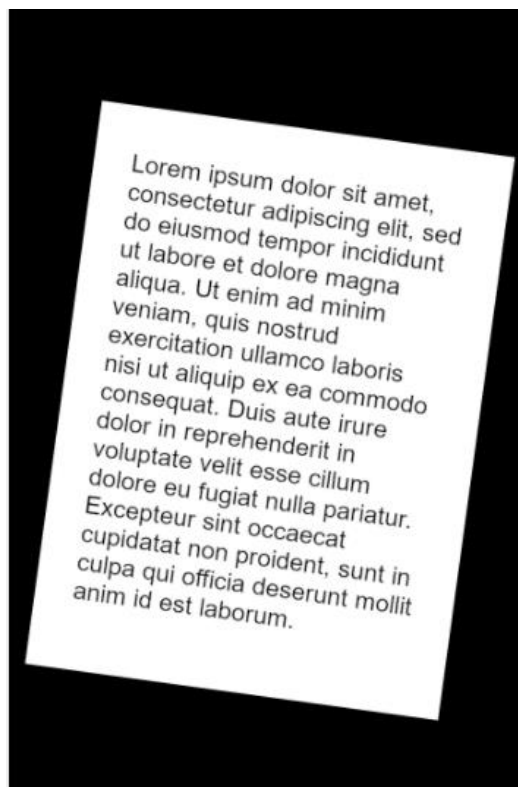 Lorem ipsum dolor sit amet,
consectetur adipiscing elit, sed
do eiusmod tempor incididunt
ut labore et dolore magna
aliqua. Ut enim ad minim
veniam, quis nostrud
exercitation ullamco laboris
nisi ut aliquip ex ea commodo
consequat. Duis aute irure
dolor in reprehenderit in
voluptate velit esse cillum
dolore eu fugiat nulla pariatur.
Excepteur sint occaecat
cupidatat non proident, sunt in
culpa qui officia deserunt mollit
anim id est laborum.